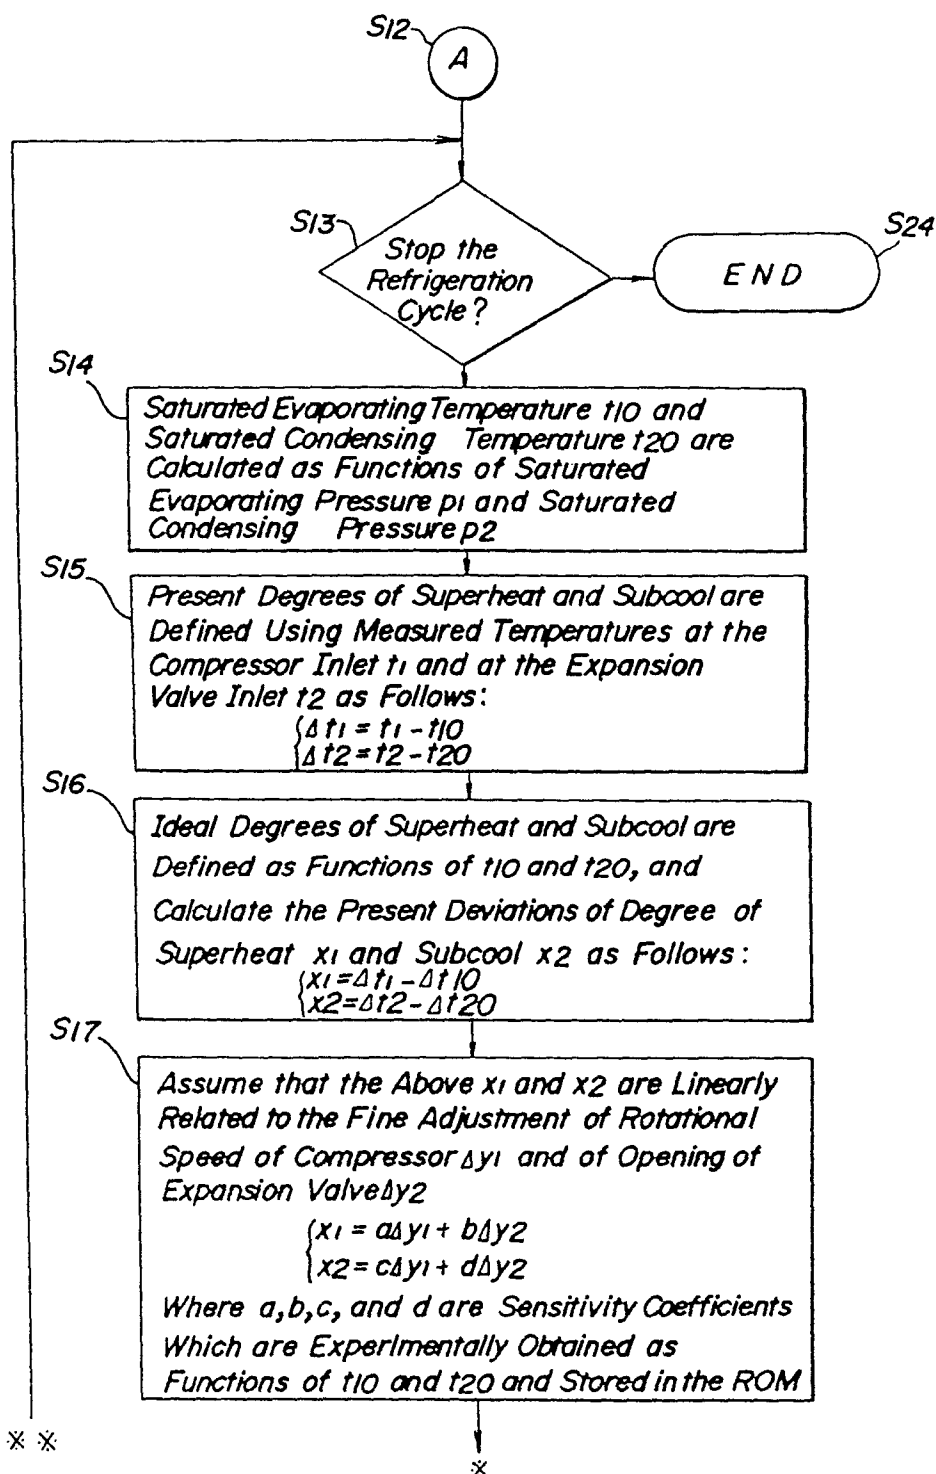 S12
A
S13
Stop the
Refrigeration
Cycle?
S24
END
S14
Saturated Evaporating Temperature t10 and
Saturated Condensing Temperature t20 are
Calculated as Functions of Saturated
Evaporating Pressure p1 and Saturated
Condensing Pressure p2
S15
Present Degrees of Superheat and Subcool are
Defined Using Measured Temperatures at the
Compressor Inlet t1 and at the Expansion
Valve Inlet t2 as Follows:
Δt1 = t1 - t10
Δt2 = t2 - t20
S16
Ideal Degrees of Superheat and Subcool are
Defined as Functions of t10 and t20, and
Calculate the Present Deviations of Degree of
Superheat x1 and Subcool x2 as Follows:
x1 = Δt1 - Δt10
x2 = Δt2 - Δt20
S17
Assume that the Above x1 and x2 are Linearly
Related to the Fine Adjustment of Rotational
Speed of Compressor Δy1 and of Opening of
Expansion Valve Δy2
x1 = aΔy1 + bΔy2
x2 = cΔy1 + dΔy2
Where a,b,c, and d are Sensitivity Coefficients
Which are Experimentally Obtained as
Functions of t10 and t20 and Stored in the ROM
※ ※
※